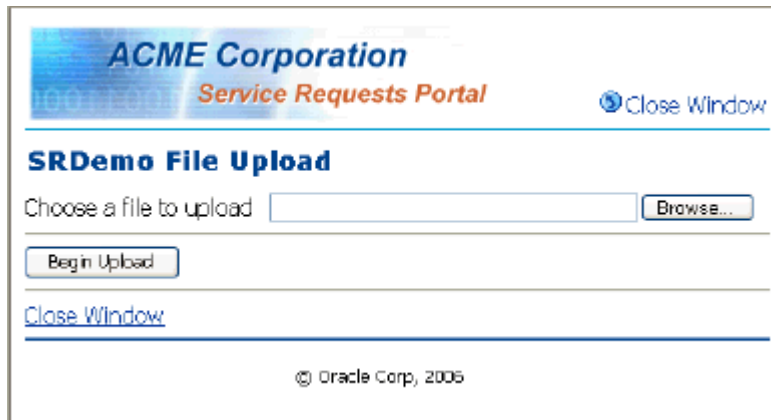 ACME Corporation
Service Requests Portal
Close Window
SRDemo File Upload
Choose a file to upload Browse...
Begin Upload
Close Window
© Oracle Corp, 2006